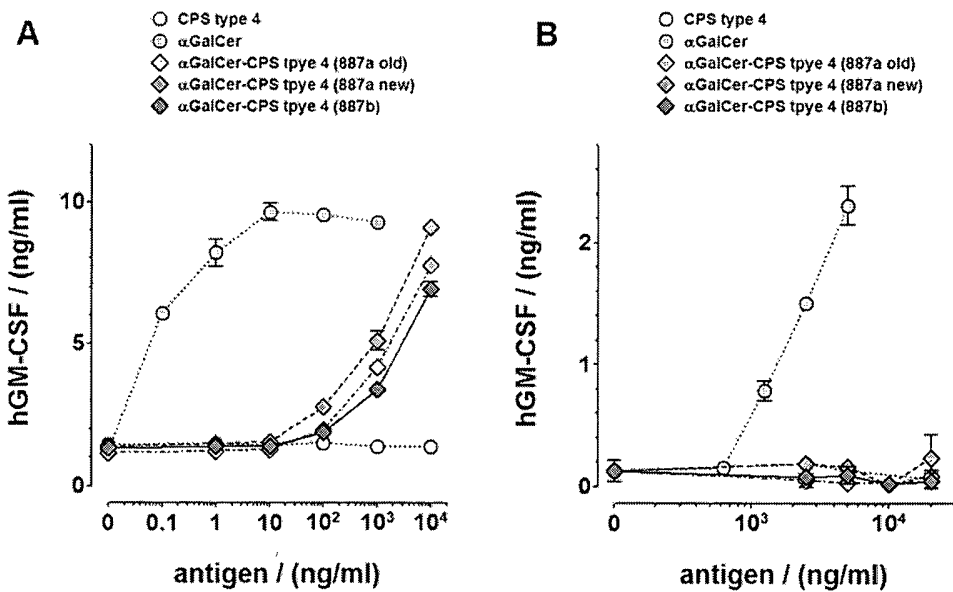 A
CPS type 4
αGalCer
αGalCer-CPS tpye 4 (887a old)
αGalCer-CPS tpye 4 (887a new)
αGalCer-CPS tpye 4 (887b)
hGM-CSF / (ng/ml)
10
5
0
0 0.1 1 10 10² 10³ 10⁴
antigen / (ng/ml)
B
CPS type 4
αGalCer
αGalCer-CPS tpye 4 (887a old)
αGalCer-CPS tpye 4 (887a new)
αGalCer-CPS tpye 4 (887b)
hGM-CSF / (ng/ml)
2
1
0
0 10³ 10⁴
antigen / (ng/ml)